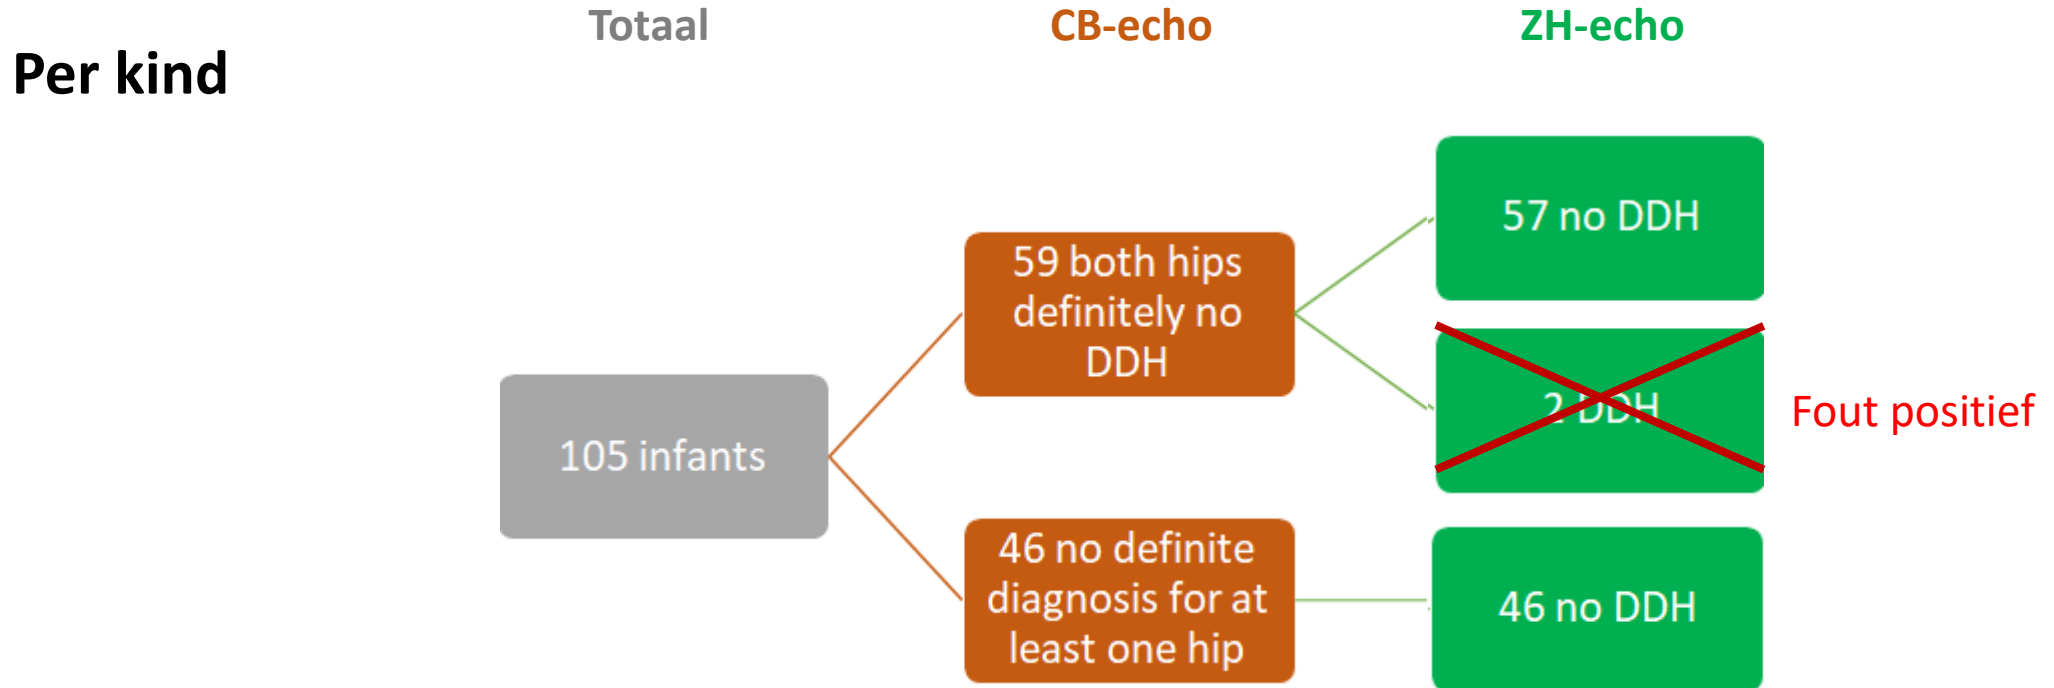 Totaal
CB-echo
ZH-echo
Per kind
57 no DDH
59 both hips
definitely no
DDH
2 DDH
Fout positief
105 infants
46 no definite
diagnosis for at
least one hip
46 no DDH